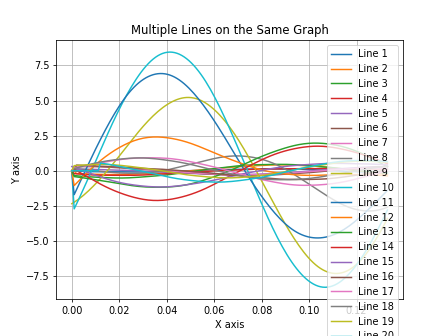 Multiple Lines on the Same Graph
Y axis
7.5
5.0
2.5
0.0
−2.5
−5.0
−7.5
0.00
0.02
0.04
0.06
0.08
0.10
X axis
Line 1
Line 2
Line 3
Line 4
Line 5
Line 6
Line 7
Line 8
Line 9
Line 10
Line 11
Line 12
Line 13
Line 14
Line 15
Line 16
Line 17
Line 18
Line 19
Line 20